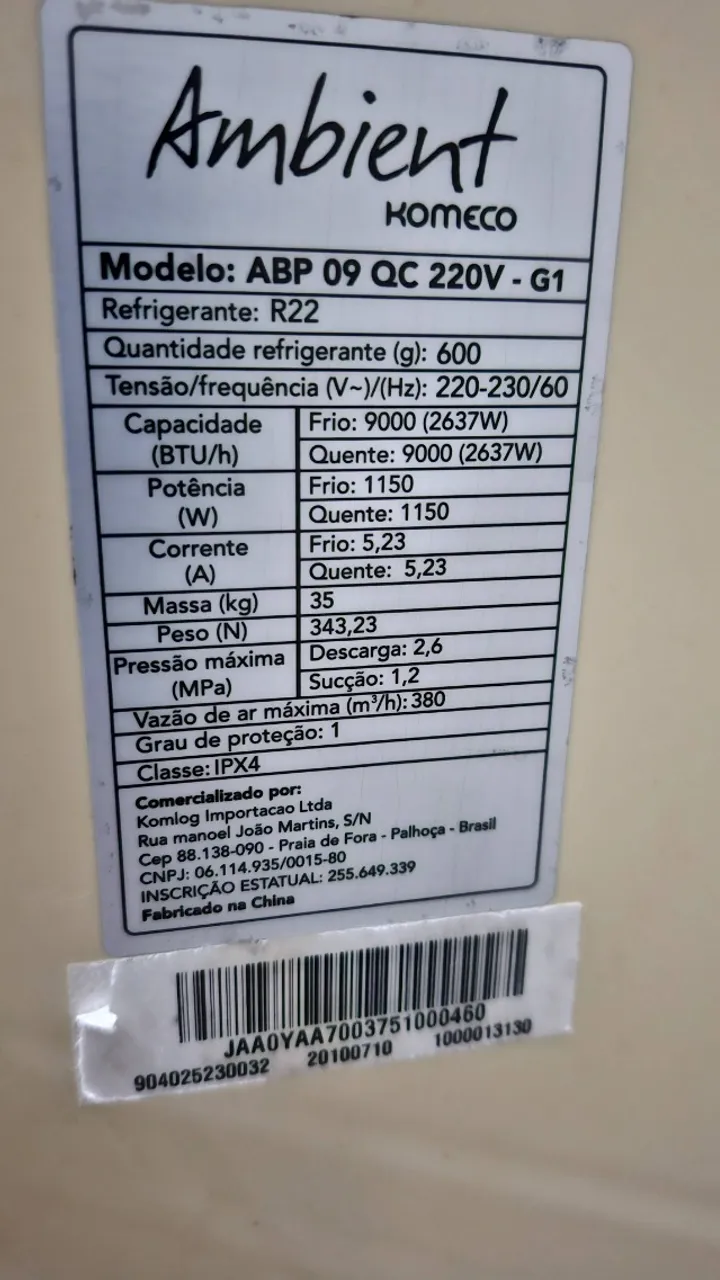 Ambient
KOMECO
Modelo: ABP 09 QC 220V - G1
Refrigerante: R22
Quantidade refrigerante (g): 600
Tensão/frequência (V~)/(Hz): 220-230/60
Capacidade (BTU/h)
Frio: 9000 (2637W)
Quente: 9000 (2637W)
Potência (W)
Frio: 1150
Quente: 1150
Corrente (A)
Frio: 5,23
Quente: 5,23
Massa (kg) 35
Peso (N) 343,23
Pressão máxima (MPa)
Descarga: 2,6
Sucção: 1,2
Vazão de ar máxima (m³/h): 380
Grau de proteção: 1
Classe: IPX4
Comercializado por:
Komlog Importacao Ltda
Rua manoel João Martins, S/N
Cep 88.138-090 - Praia de Fora - Palhoça - Brasil
CNPJ: 06.114.935/0015-80
INSCRIÇÃO ESTATUAL: 255.649.339
Fabricado na China
JAA0YAA7003751000460
904025230032 20100710 1000013130